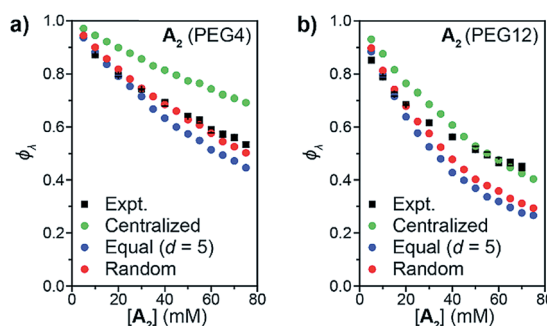 a)
A2 (PEG4)
1.0
0.8
0.6
0.4
0.2
0.0
ϕλ
Expt.
Centralized
Equal (d = 5)
Random
0 20 40 60 80
[A2] (mM)
b)
A2 (PEG12)
1.0
0.8
0.6
0.4
0.2
0.0
ϕλ
Expt.
Centralized
Equal (d = 5)
Random
0 20 40 60 80
[A2] (mM)